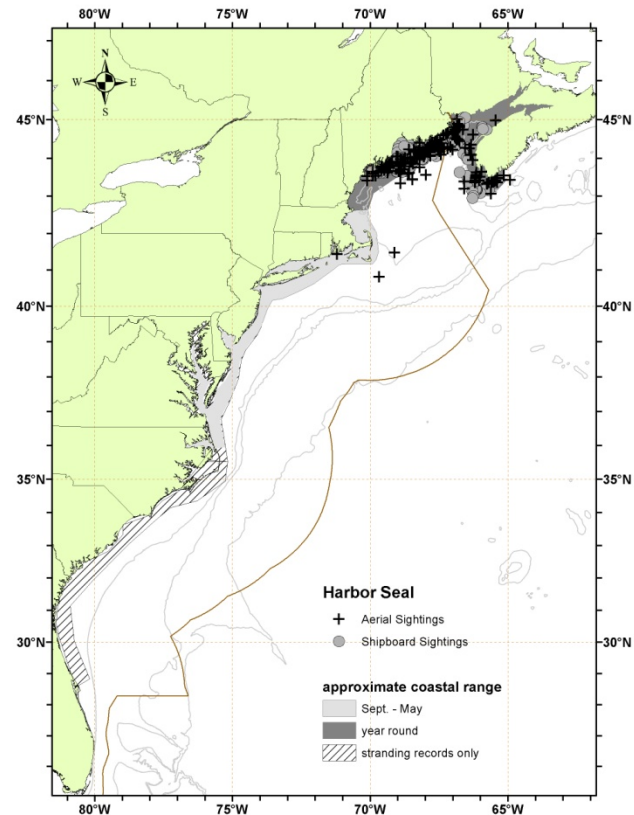 80°W 75°W 70°W 65°W
N
W E
S
45°N 45°N
40°N 40°N
35°N 35°N
30°N 30°N
Harbor Seal
Aerial Sightings
Shipboard Sightings
approximate coastal range
Sept. - May
year round
stranding records only
80°W 75°W 70°W 65°W